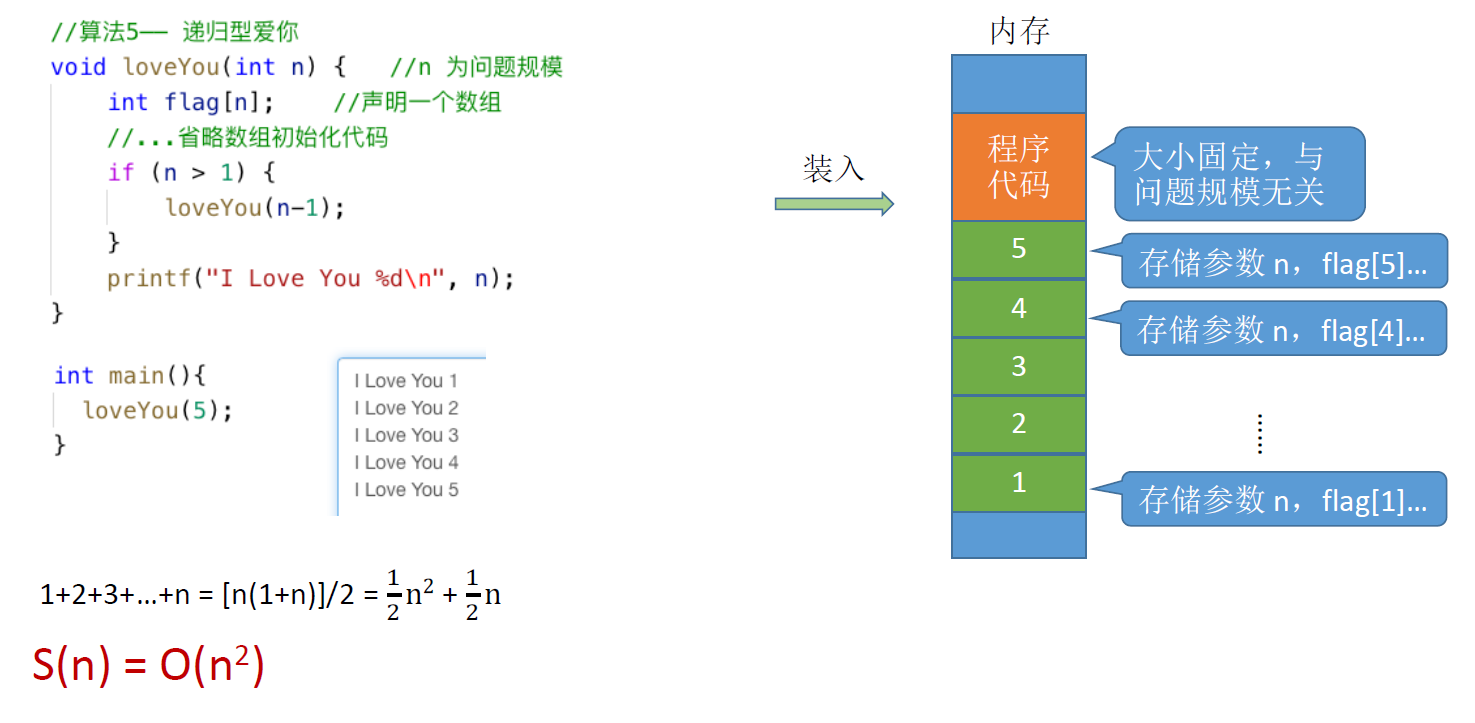 //算法5—— 递归型爱你
void loveYou(int n) {   //n 为问题规模
    int flag[n];    //声明一个数组
    //...省略数组初始化代码
    if (n > 1) {
        loveYou(n-1);
    }
    printf("I Love You %d\n", n);
}
int main(){
  loveYou(5);
}
I Love You 1
I Love You 2
I Love You 3
I Love You 4
I Love You 5
1+2+3+...+n = [n(1+n)]/2 = 1/2 n² + 1/2 n
S(n) = O(n²)
装入
内存
程序
代码
5
4
3
2
1
大小固定，与
问题规模无关
存储参数 n，flag[5]...
存储参数 n，flag[4]...
......
存储参数 n，flag[1]...